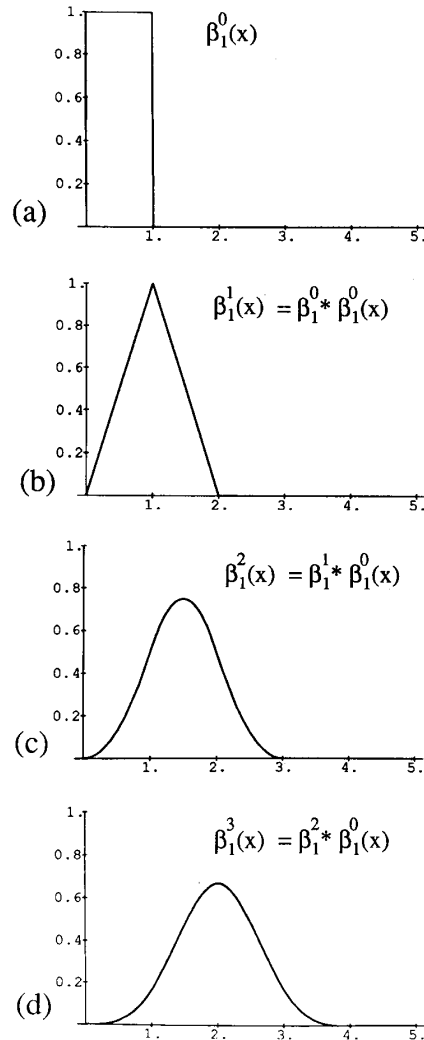 1.
β₁⁰(x)
0.8
0.6
0.4
0.2
(a)
1. 2. 3. 4. 5.
1.
β₁¹(x) = β₁⁰ * β₁⁰(x)
0.8
0.6
0.4
0.2
(b)
1. 2. 3. 4. 5.
1.
β₁²(x) = β₁¹ * β₁⁰(x)
0.8
0.6
0.4
0.2
(c)
1. 2. 3. 4. 5.
1.
β₁³(x) = β₁² * β₁⁰(x)
0.8
0.6
0.4
0.2
(d)
1. 2. 3. 4. 5.